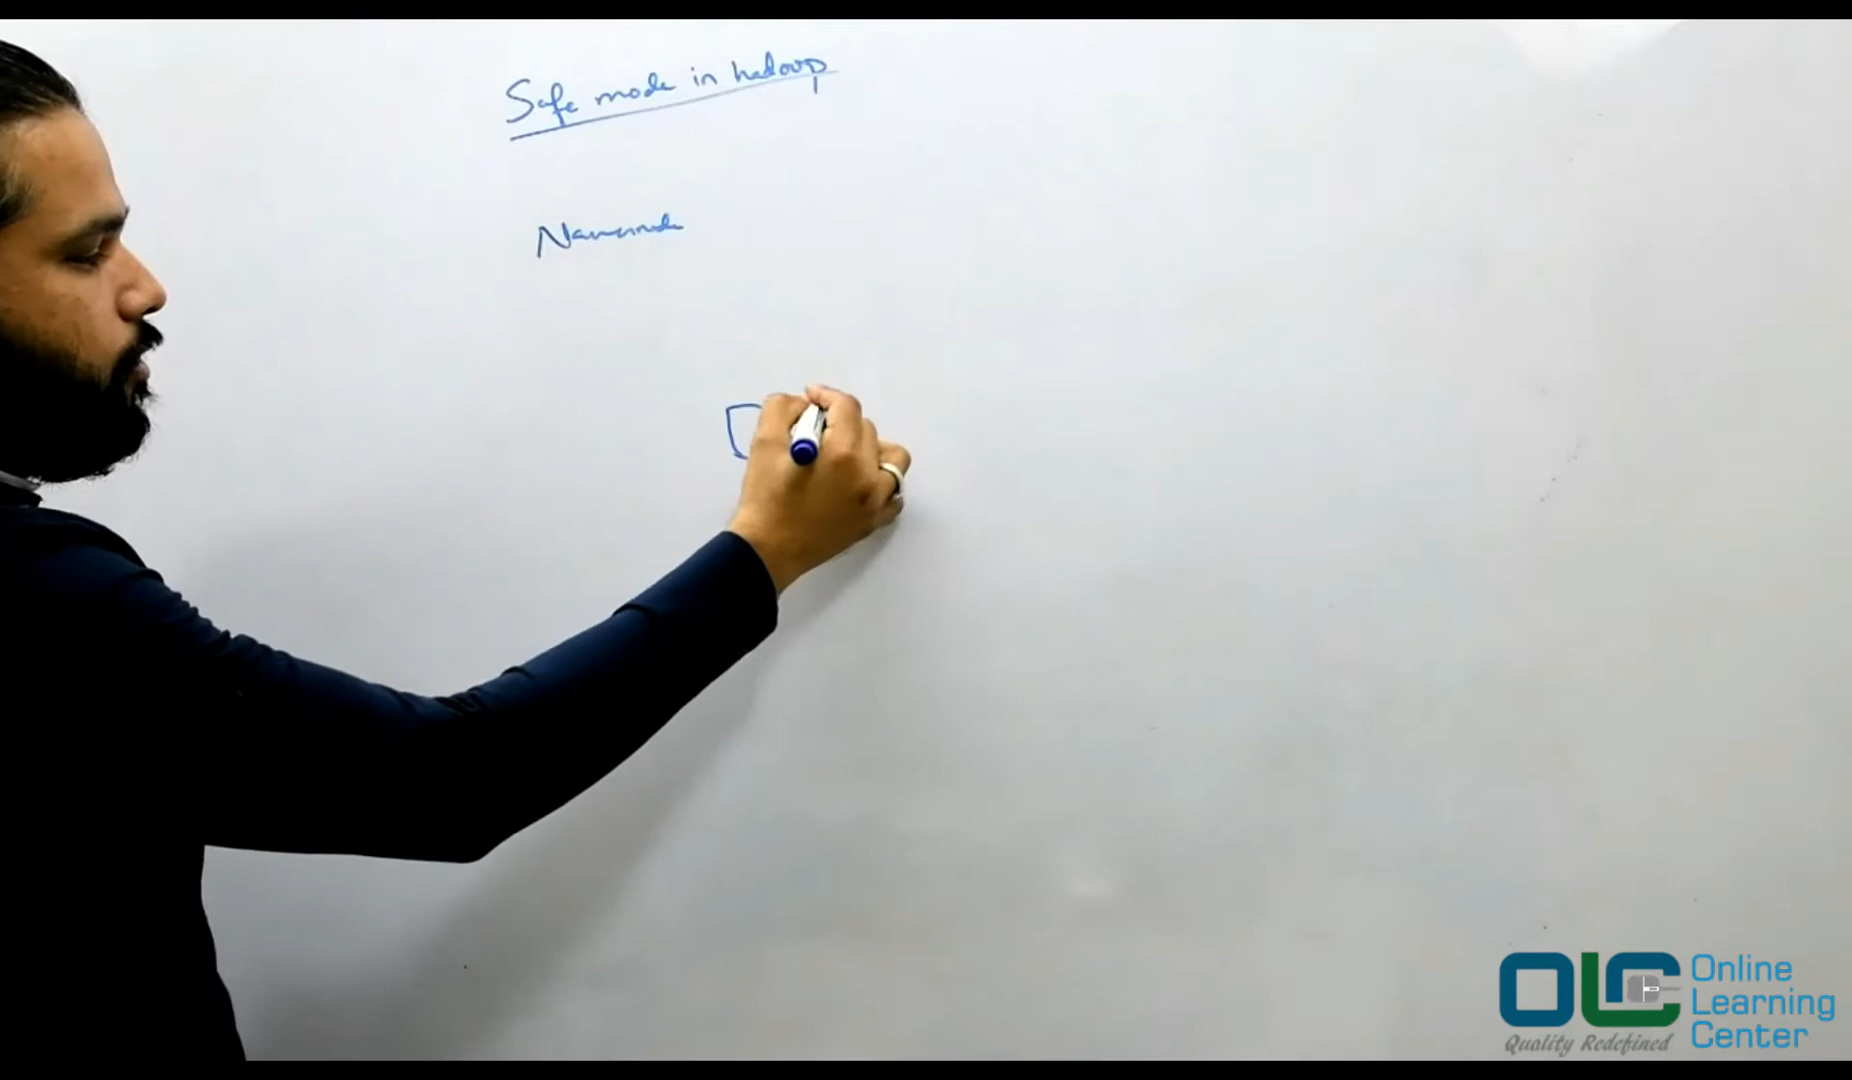 Safe mode in hadoop
Namenode
OLC Online
Learning
Center
Quality Redefined